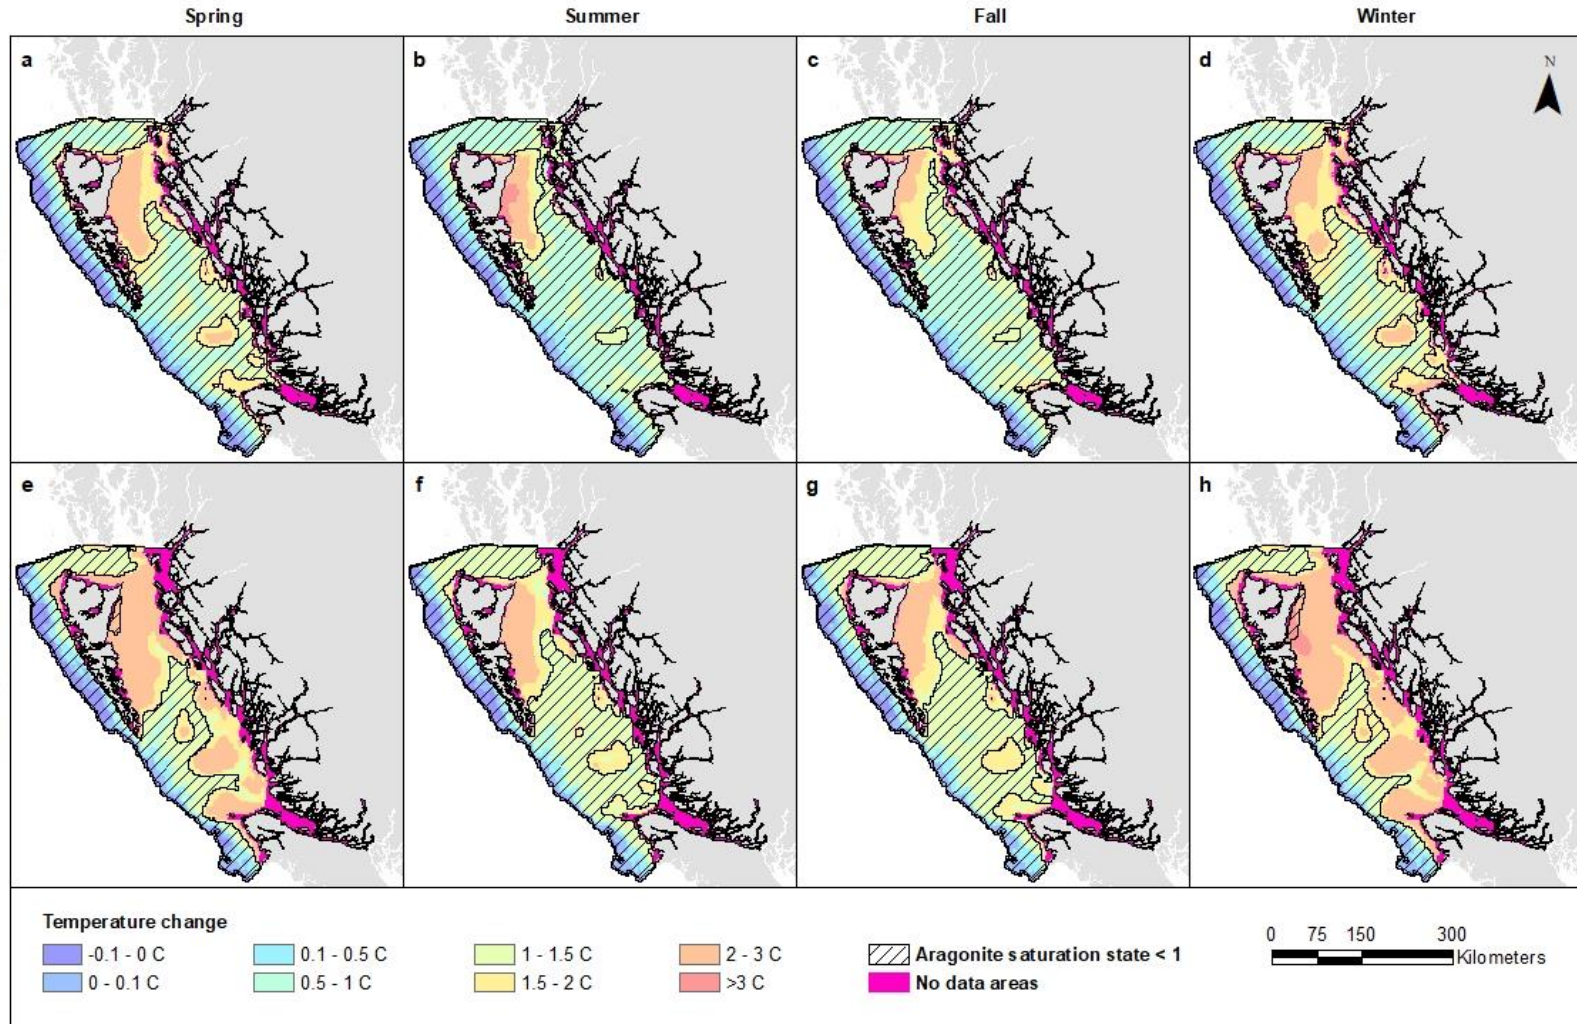 Spring Summer Fall Winter
a b c d
N
e f g h
Temperature change
-0.1 - 0 C 0.1 - 0.5 C 1 - 1.5 C 2 - 3 C Aragonite saturation state < 1
0 - 0.1 C 0.5 - 1 C 1.5 - 2 C >3 C No data areas
0 75 150 300
Kilometers